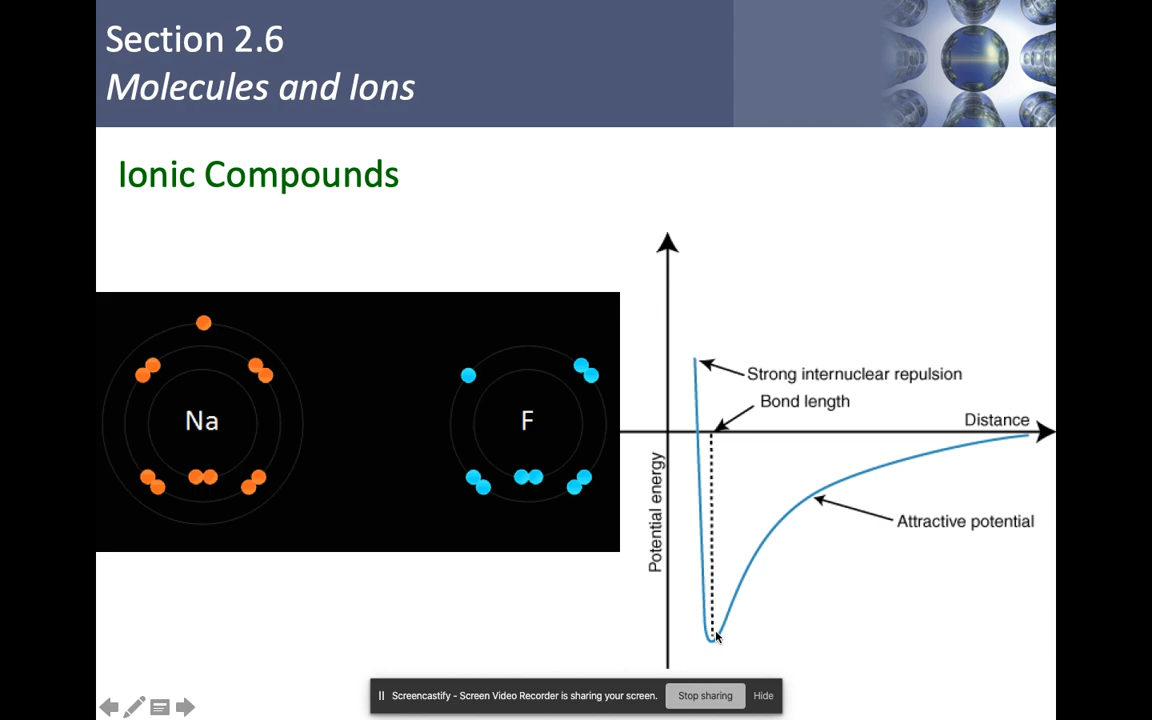 Section 2.6
Molecules and Ions
Ionic Compounds
Na
F
Strong internuclear repulsion
Bond length
Distance
Potential energy
Attractive potential
Screencastify - Screen Video Recorder is sharing your screen.
Stop sharing
Hide